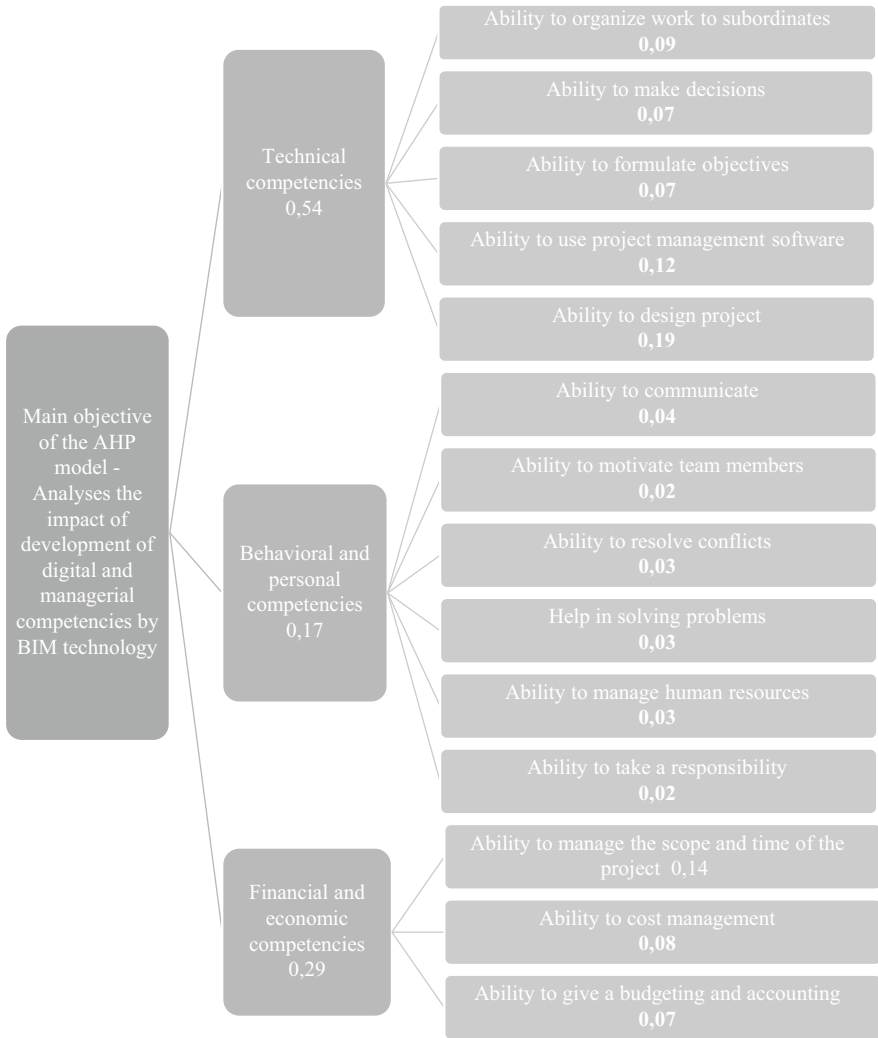 Main objective
of the AHP
model -
Analyses the
impact of
development of
digital and
managerial
competencies by
BIM technology
Technical
competencies
0,54
Ability to organize work to subordinates
0,09
Ability to make decisions
0,07
Ability to formulate objectives
0,07
Ability to use project management software
0,12
Ability to design project
0,19
Behavioral and
personal
competencies
0,17
Ability to communicate
0,04
Ability to motivate team members
0,02
Ability to resolve conflicts
0,03
Help in solving problems
0,03
Ability to manage human resources
0,03
Ability to take a responsibility
0,02
Financial and
economic
competencies
0,29
Ability to manage the scope and time of the
project 0,14
Ability to cost management
0,08
Ability to give a budgeting and accounting
0,07